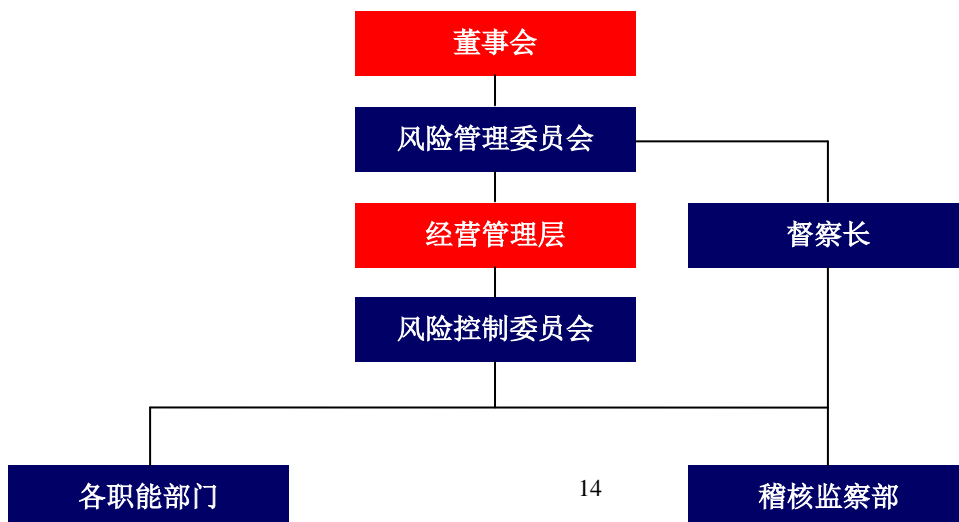 董事会
风险管理委员会
经营管理层
督察长
风险控制委员会
各职能部门
14
稽核监察部